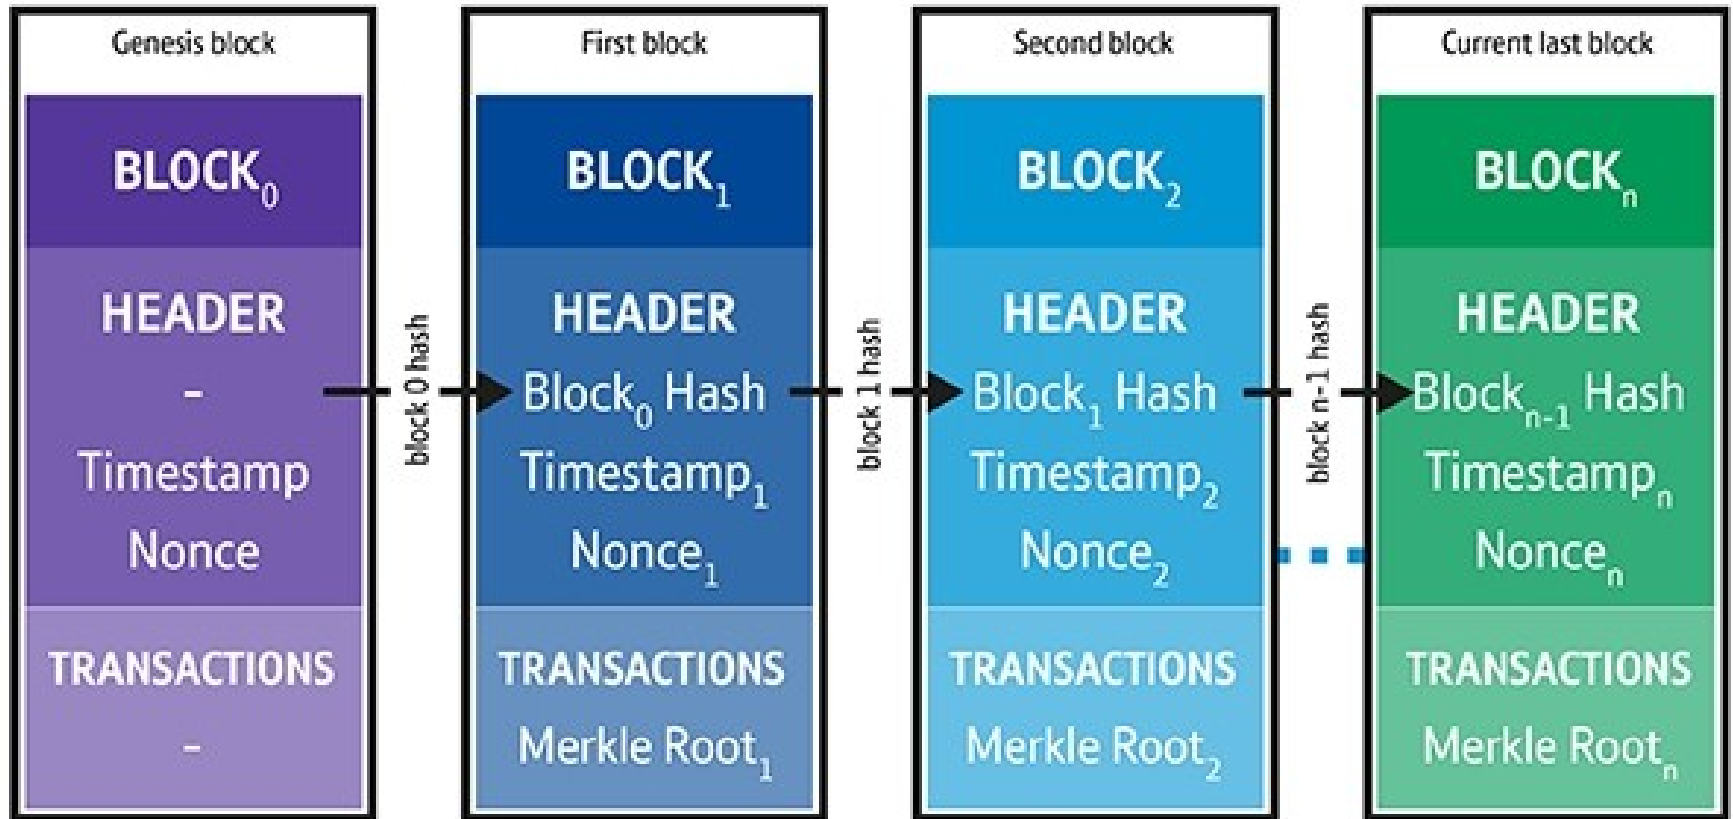 Genesis block
BLOCK₀
HEADER
-
Timestamp
Nonce
TRANSACTIONS
-
block 0 hash
First block
BLOCK₁
HEADER
Block₀ Hash
Timestamp₁
Nonce₁
TRANSACTIONS
Merkle Root₁
block 1 hash
Second block
BLOCK₂
HEADER
Block₁ Hash
Timestamp₂
Nonce₂
TRANSACTIONS
Merkle Root₂
block n-1 hash
Current last block
BLOCKₙ
HEADER
Blockₙ₋₁ Hash
Timestampₙ
Nonceₙ
TRANSACTIONS
Merkle Rootₙ